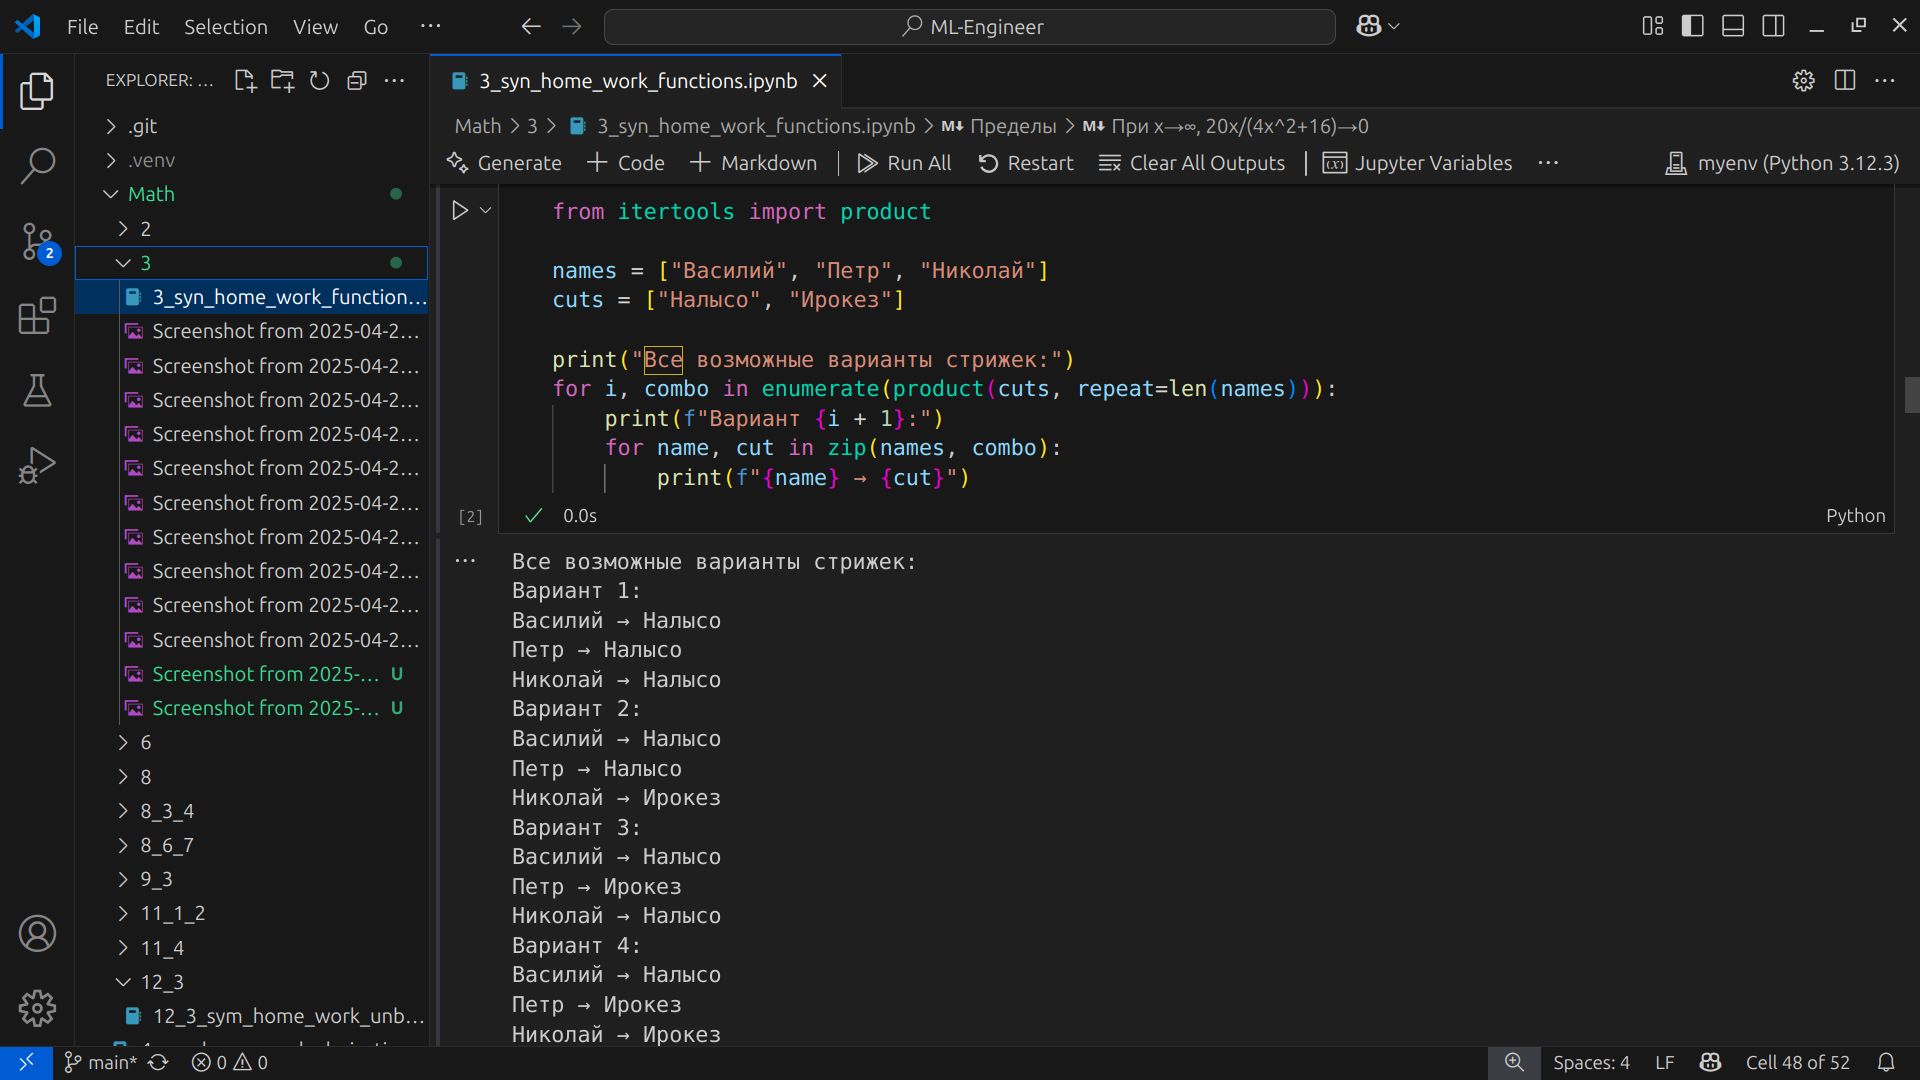 File Edit Selection View Go ···
ML-Engineer
EXPLORER: ...
.git
.venv
Math
2
3
3_syn_home_work_function...
Screenshot from 2025-04-2...
Screenshot from 2025-04-2...
Screenshot from 2025-04-2...
Screenshot from 2025-04-2...
Screenshot from 2025-04-2...
Screenshot from 2025-04-2...
Screenshot from 2025-04-2...
Screenshot from 2025-04-2...
Screenshot from 2025-04-2...
Screenshot from 2025-04-2...
Screenshot from 2025-... U
Screenshot from 2025-... U
6
8
8_3_4
8_6_7
9_3
11_1_2
11_4
12_3
12_3_sym_home_work_unb...
2
3_syn_home_work_functions.ipynb
Math > 3 > 3_syn_home_work_functions.ipynb > M↓ Пределы > M↓ При x→∞, 20x/(4x^2+16)→0
Generate + Code + Markdown | Run All Restart Clear All Outputs | Jupyter Variables ··· myenv (Python 3.12.3)
from itertools import product
names = ["Василий", "Петр", "Николай"]
cuts = ["Налысо", "Ирокез"]
print("Все возможные варианты стрижек:")
for i, combo in enumerate(product(cuts, repeat=len(names))):
print(f"Вариант {i + 1}:")
for name, cut in zip(names, combo):
print(f"{name} → {cut}")
[2] 0.0s Python
Все возможные варианты стрижек:
Вариант 1:
Василий → Налысо
Петр → Налысо
Николай → Налысо
Вариант 2:
Василий → Налысо
Петр → Налысо
Николай → Ирокез
Вариант 3:
Василий → Налысо
Петр → Ирокез
Николай → Налысо
Вариант 4:
Василий → Налысо
Петр → Ирокез
Николай → Ирокез
main* 0 0 Spaces: 4 LF Cell 48 of 52